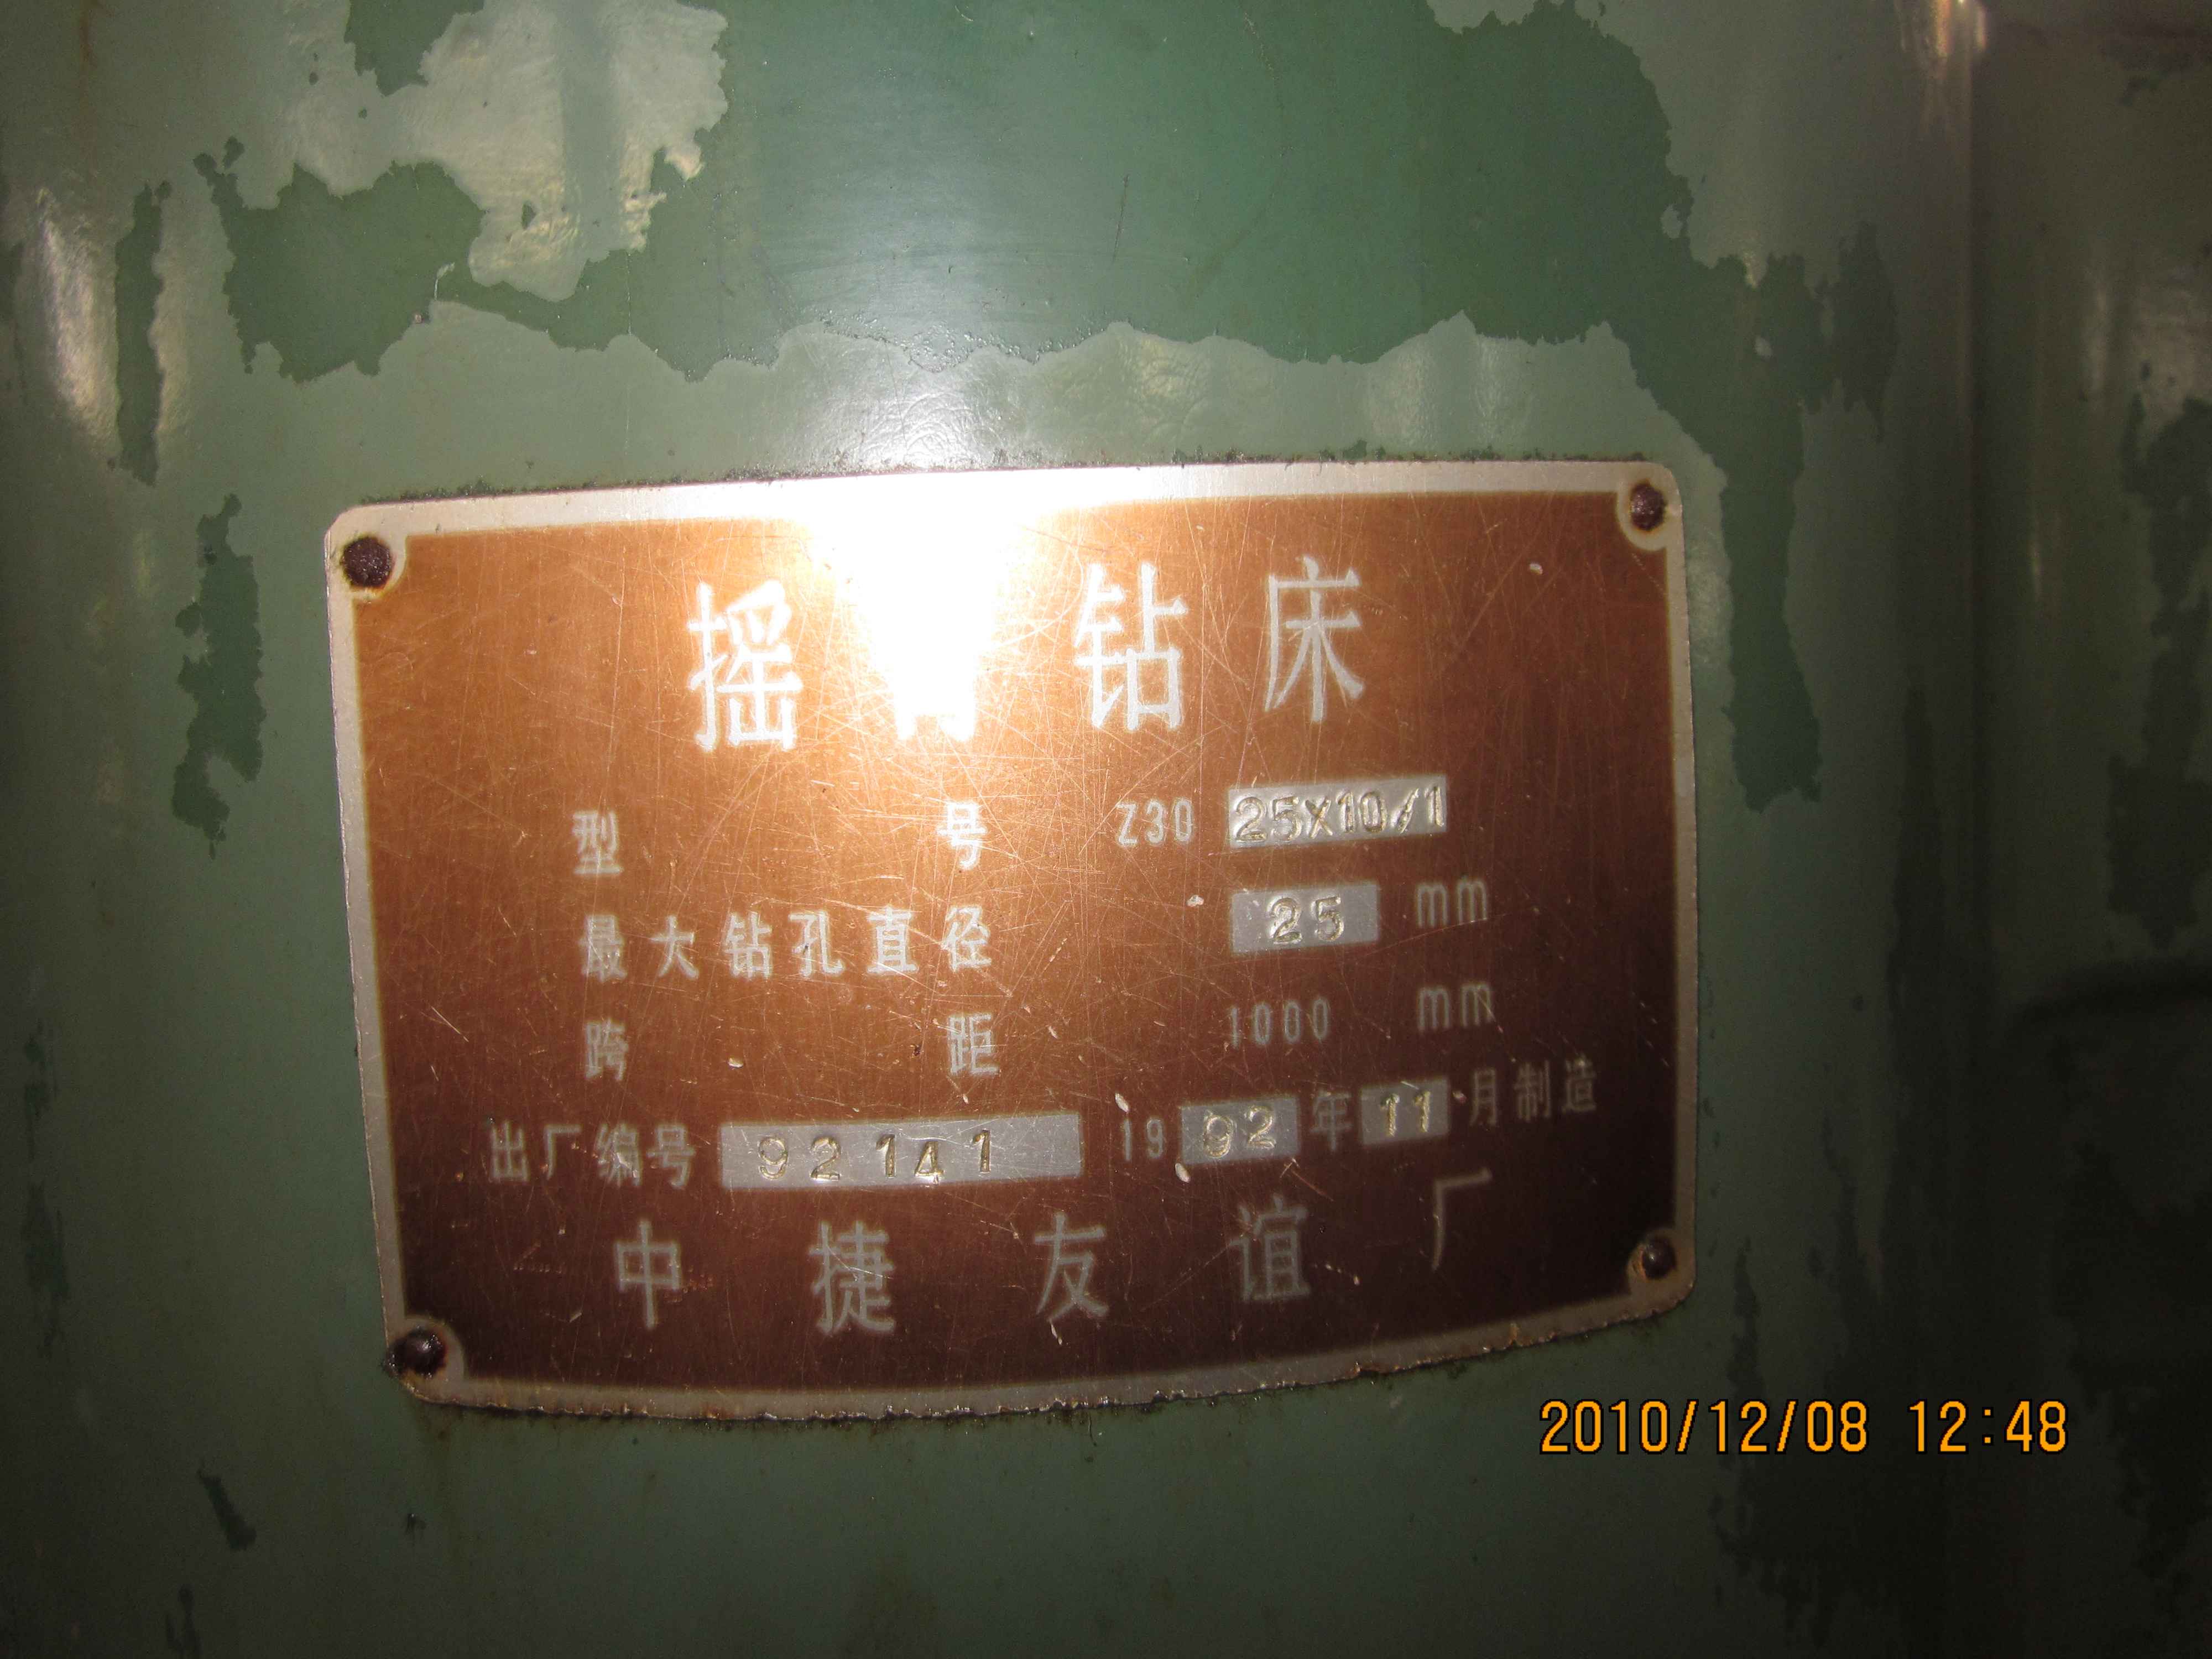 摇 钻床
型号 Z30 25X10/1
最大钻孔直径 25 mm
跨距 1000 mm
出厂编号 92141 1992年11月制造
中捷友谊厂
2010/12/08 12:48